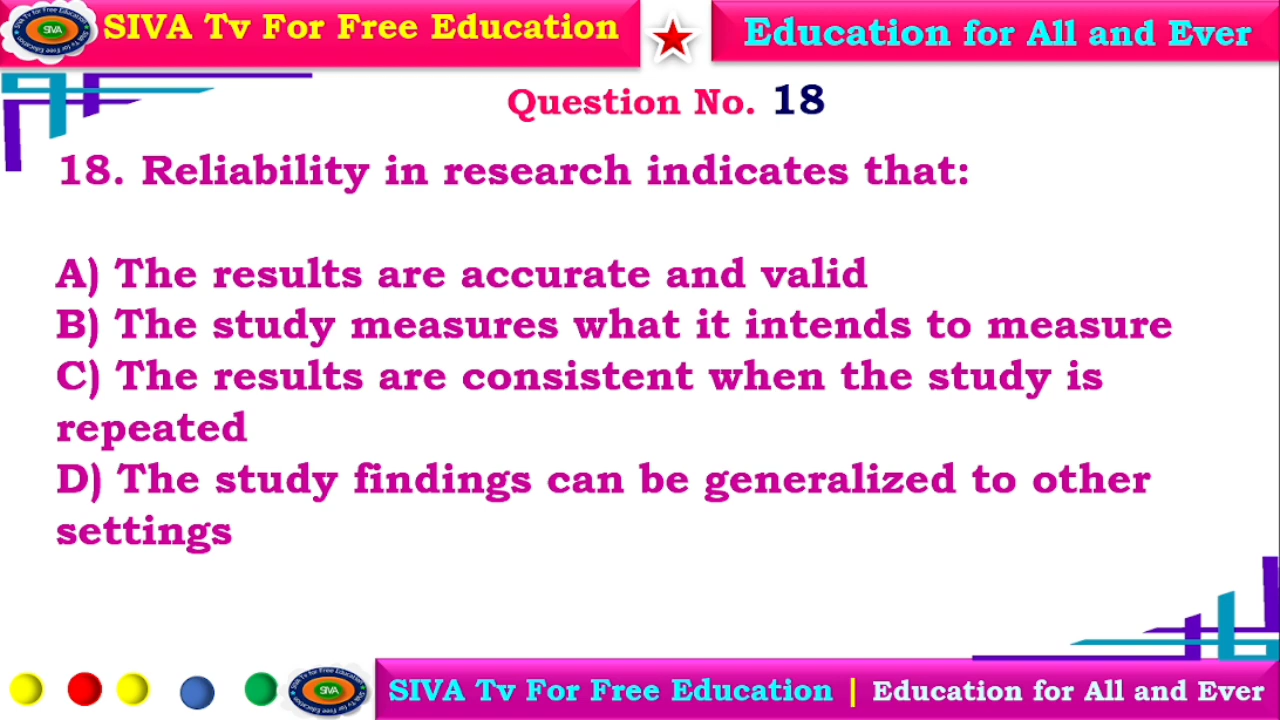 SIVA Tv For Free Education
Education for All and Ever
Question No. 18
18. Reliability in research indicates that:
A) The results are accurate and valid
B) The study measures what it intends to measure
C) The results are consistent when the study is
repeated
D) The study findings can be generalized to other
settings
SIVA Tv For Free Education | Education for All and Ever
SIVA
SIVA